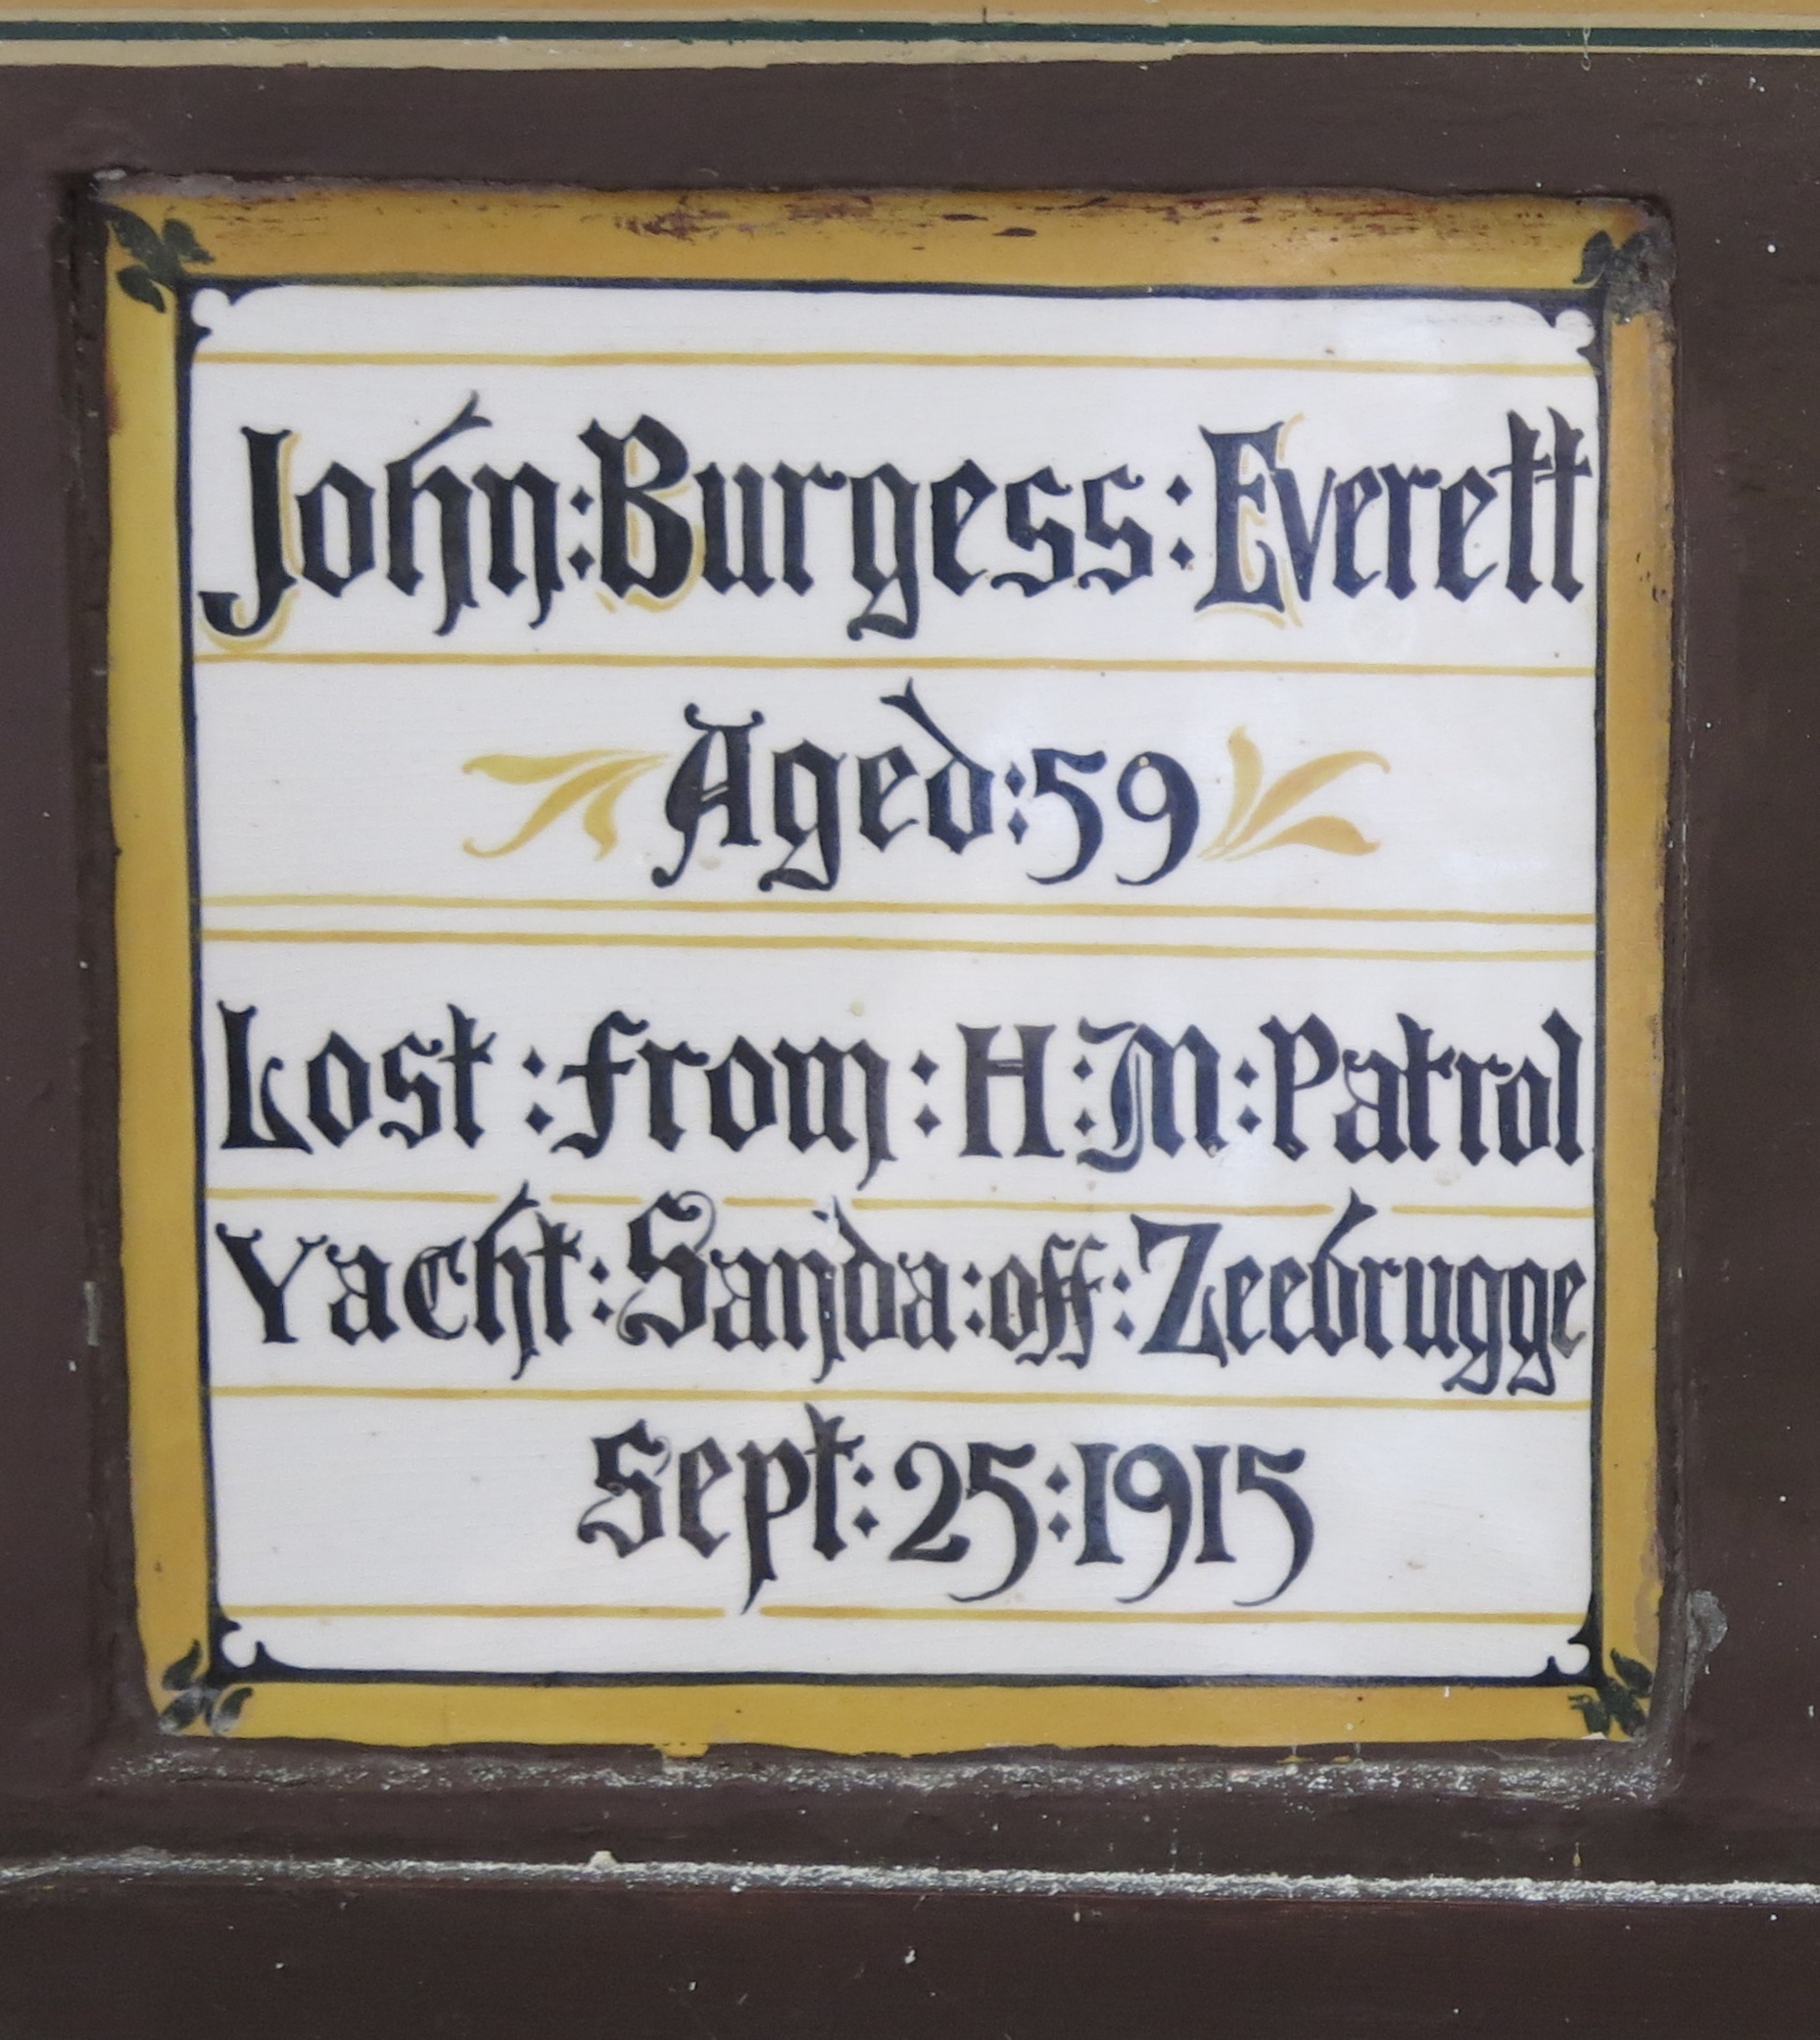 John:Burgess:Everett
Aged:59
Lost:from:H:M:Patrol
Yacht:Sanda:off:Zeebrugge
Sept:25:1915